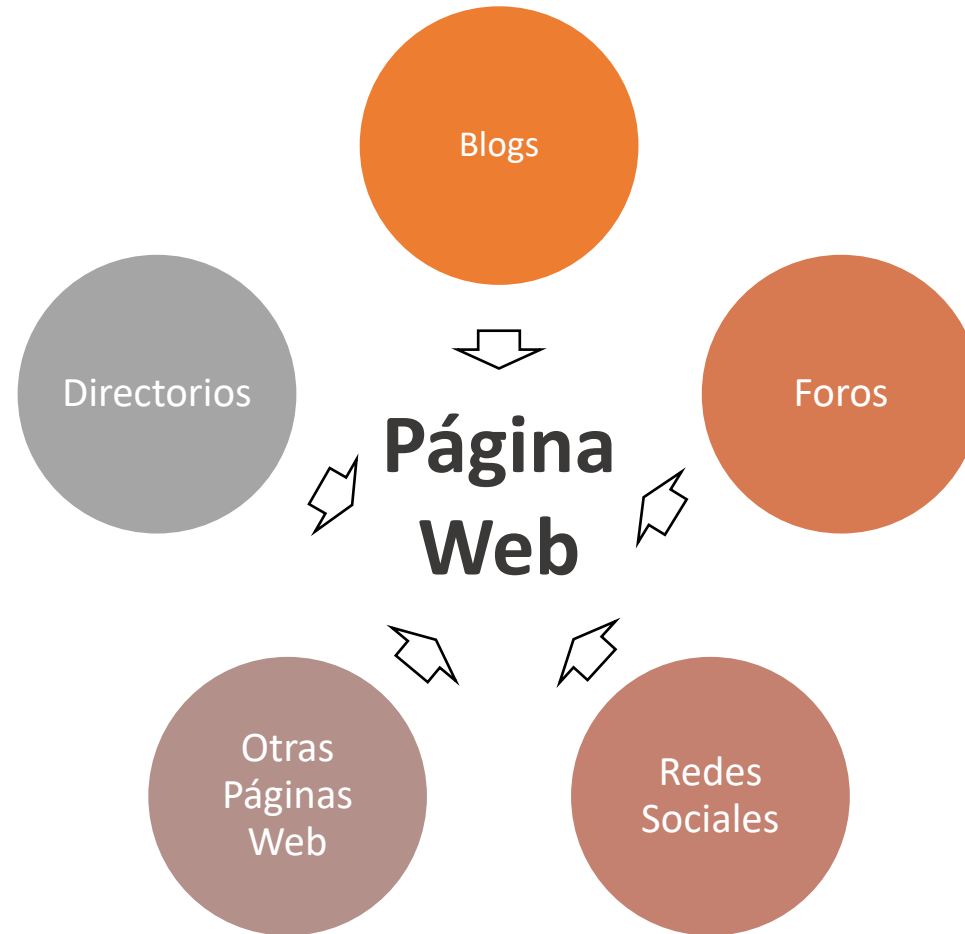 Blogs
Directorios
Foros
Página
Web
Otras
Páginas
Web
Redes
Sociales